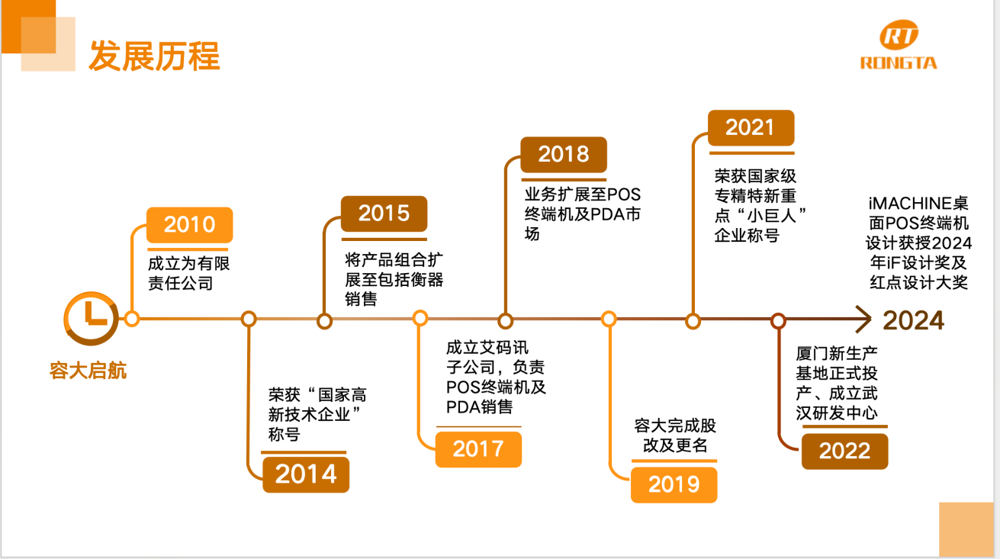 发展历程
RT
RONGTA
容大启航
2010
成立为有限
责任公司
荣获“国家高
新技术企业”
称号
2014
2015
将产品组合扩
展至包括衡器
销售
成立艾码讯
子公司，负责
POS终端机及
PDA销售
2017
2018
业务扩展至POS
终端机及PDA市
场
容大完成股
改及更名
2019
2021
荣获国家级
专精特新重
点“小巨人”
企业称号
厦门新生产
基地正式投
产、成立武
汉研发中心
2022
iMACHINE桌
面POS终端机
设计获授2024
年iF设计奖及
红点设计大奖
2024